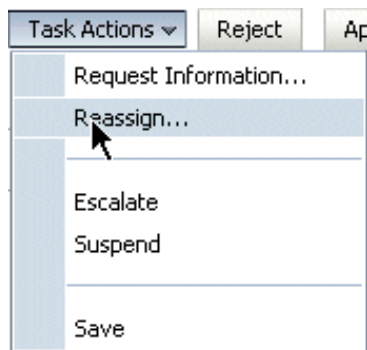 Task Actions Reject Ap
Request Information...
Reassign...
Escalate
Suspend
Save